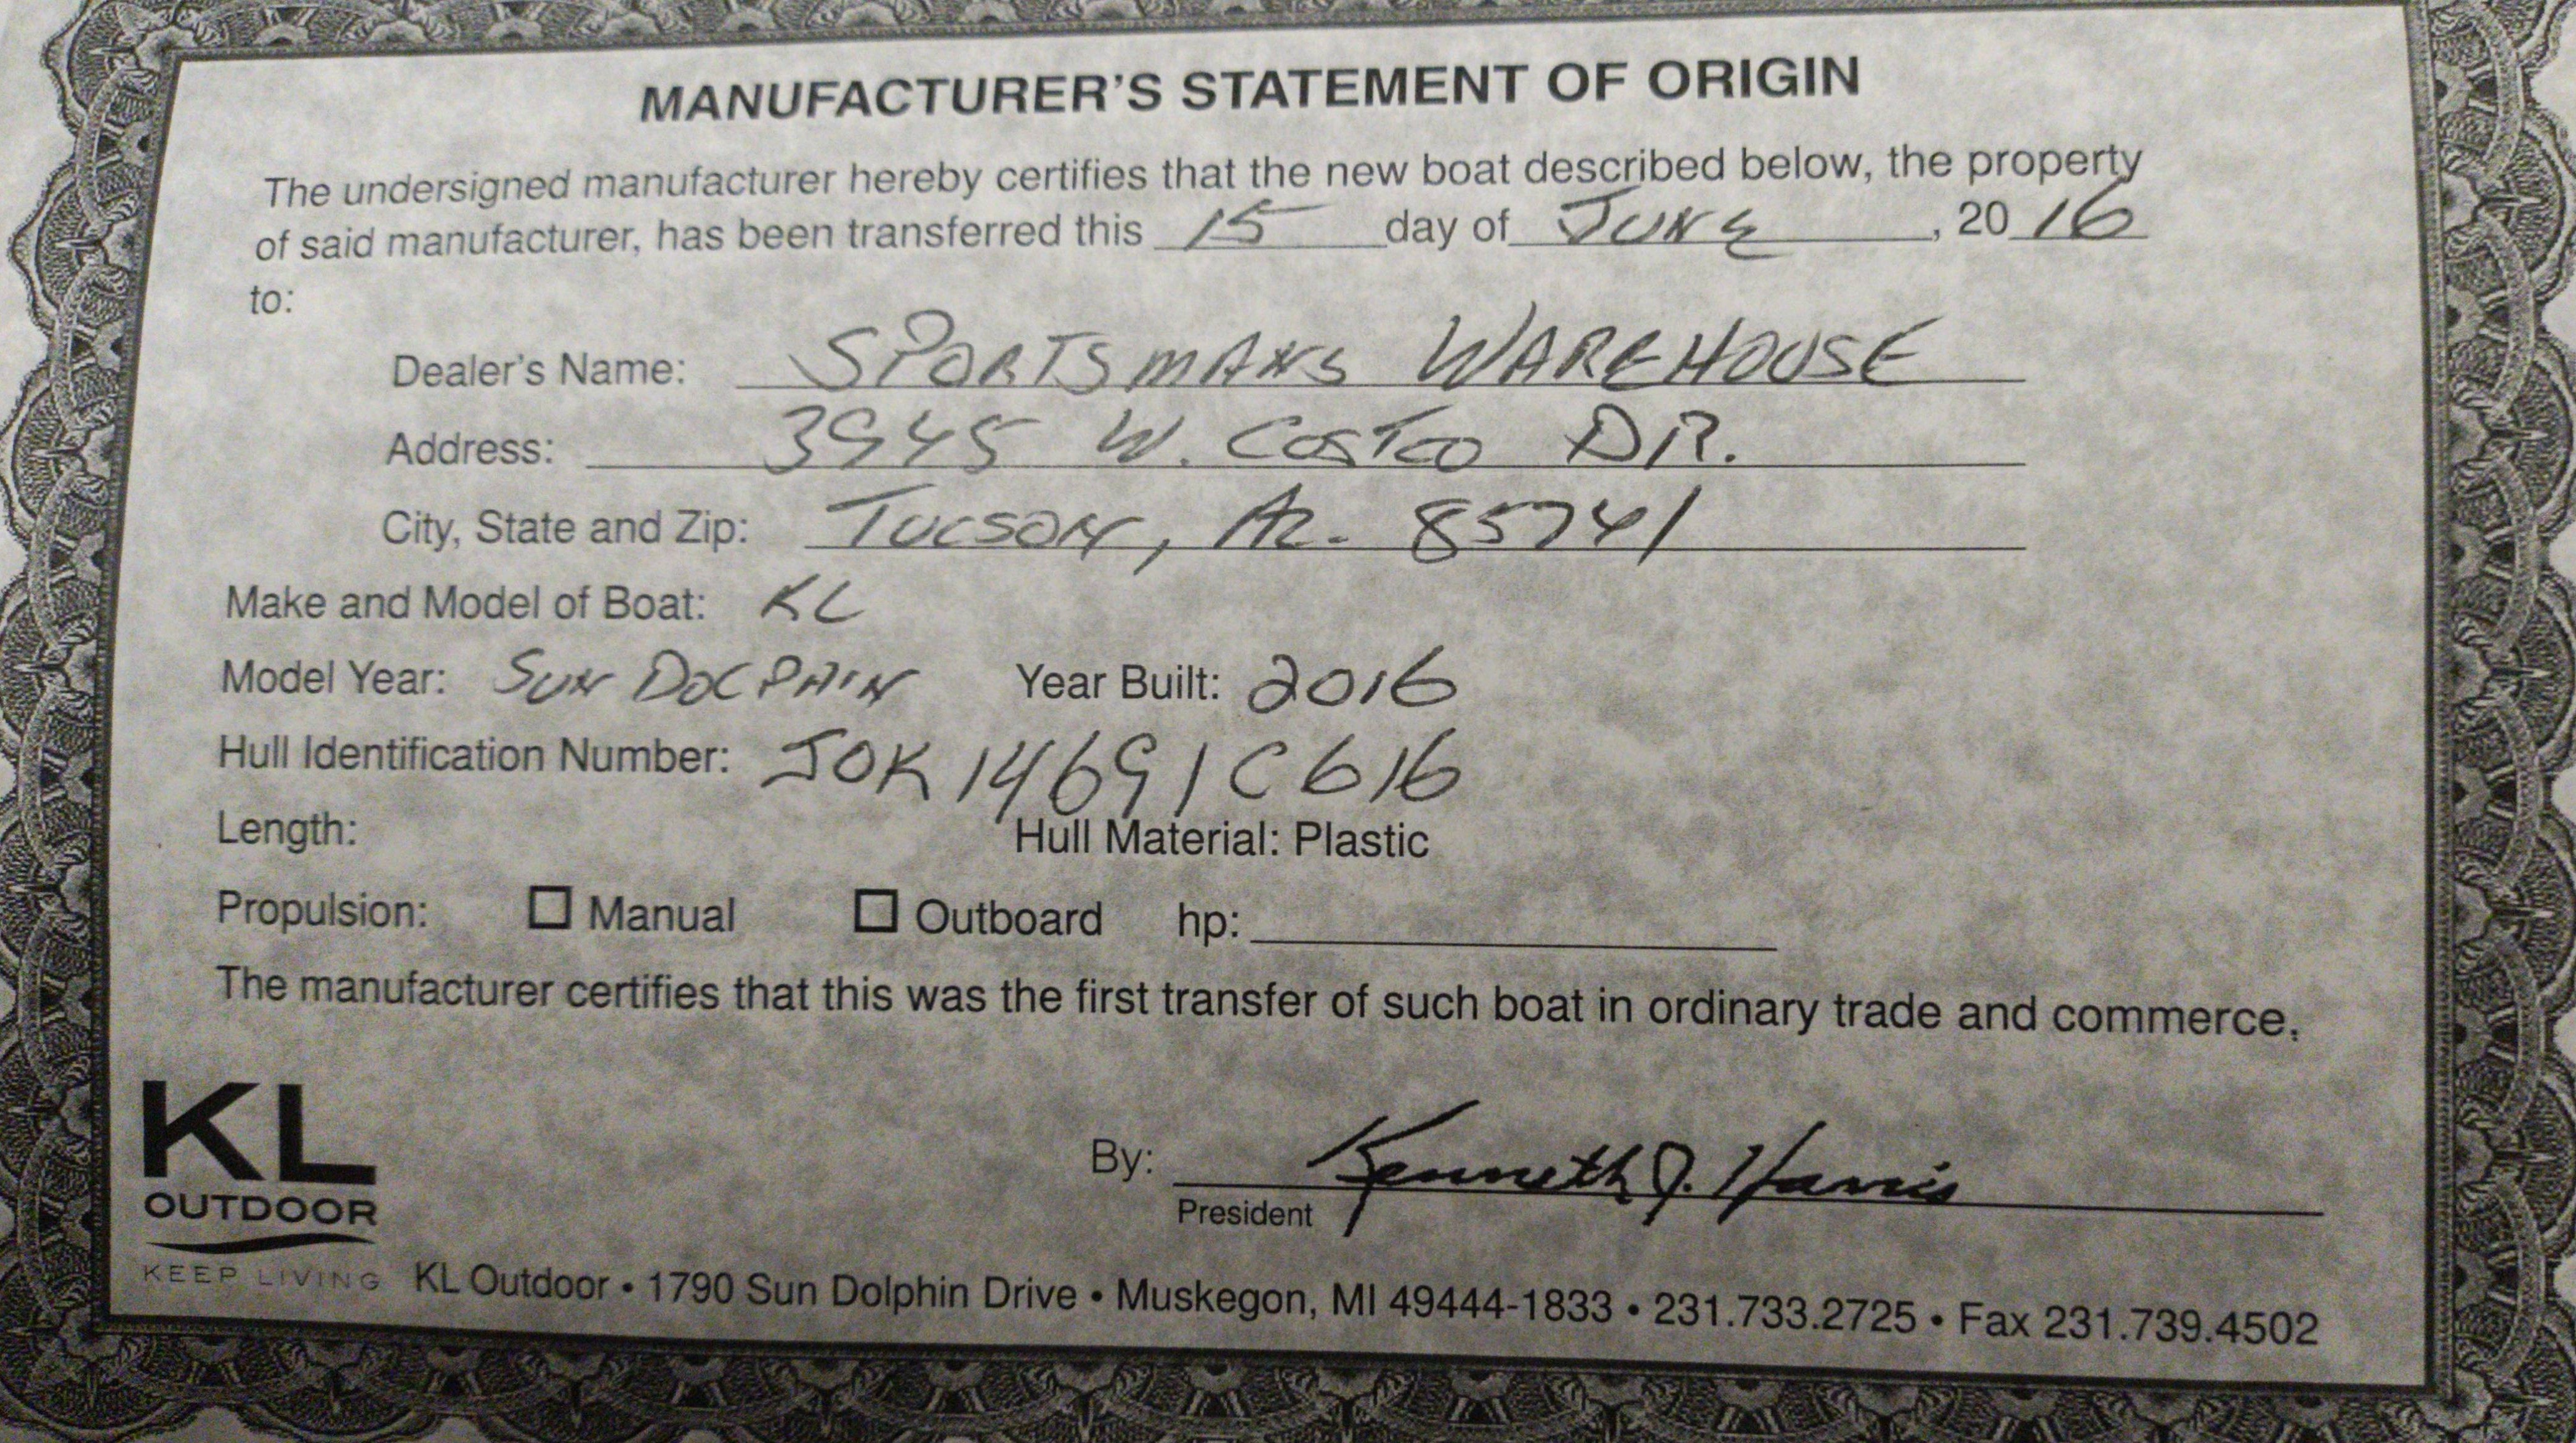 MANUFACTURER'S STATEMENT OF ORIGIN
The undersigned manufacturer hereby certifies that the new boat described below, the property
of said manufacturer, has been transferred this 15 day of JUNE, 2016
to:
Dealer's Name: SPORTSMANS WAREHOUSE
Address: 3945 W. COSTCO DR.
City, State and Zip: TUCSON, AZ. 85741
Make and Model of Boat: KL
Model Year: SUN DOLPHIN Year Built: 2016
Hull Identification Number: JOK14691C616
Length: Hull Material: Plastic
Propulsion: ☐ Manual ☐ Outboard hp:
The manufacturer certifies that this was the first transfer of such boat in ordinary trade and commerce.
KL
OUTDOOR
KEEP LIVING
By: Kenneth J. Harris
President
KL Outdoor • 1790 Sun Dolphin Drive • Muskegon, MI 49444-1833 • 231.733.2725 • Fax 231.739.4502